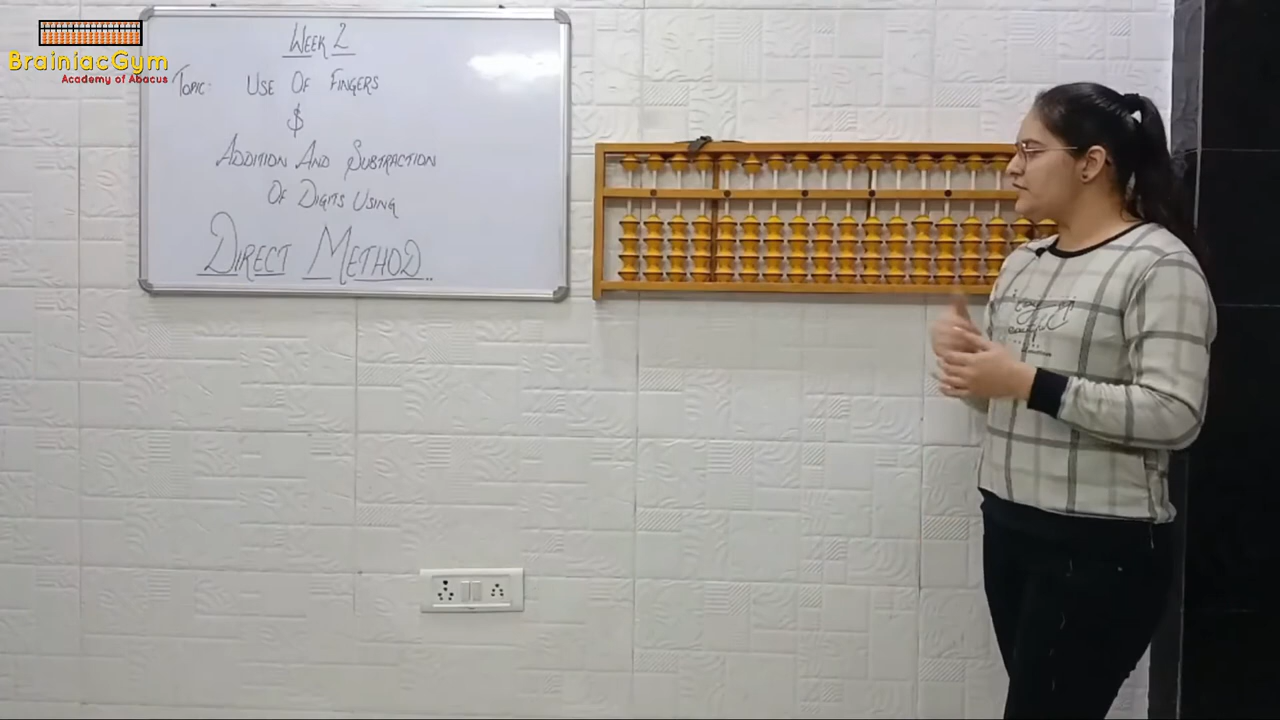 BrainiacGym
Academy of Abacus
WEEK 2
TOPIC: USE OF FINGERS
$
ADDITION AND SUBTRACTION
OF DIGITS USING
DIRECT METHOD..